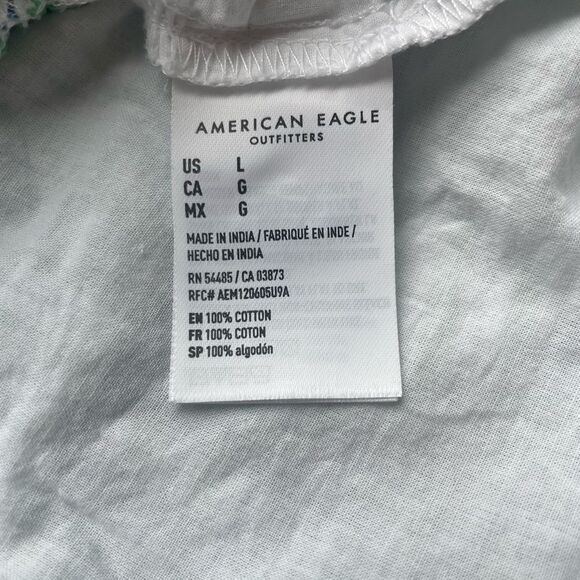 AMERICAN EAGLE
OUTFITTERS
US L
CA G
MX G
MADE IN INDIA / FABRIQUÉ EN INDE /
HECHO EN INDIA
RN 54485 / CA 03873
RFC# AEM120605U9A
EN 100% COTTON
FR 100% COTON
SP 100% algodón